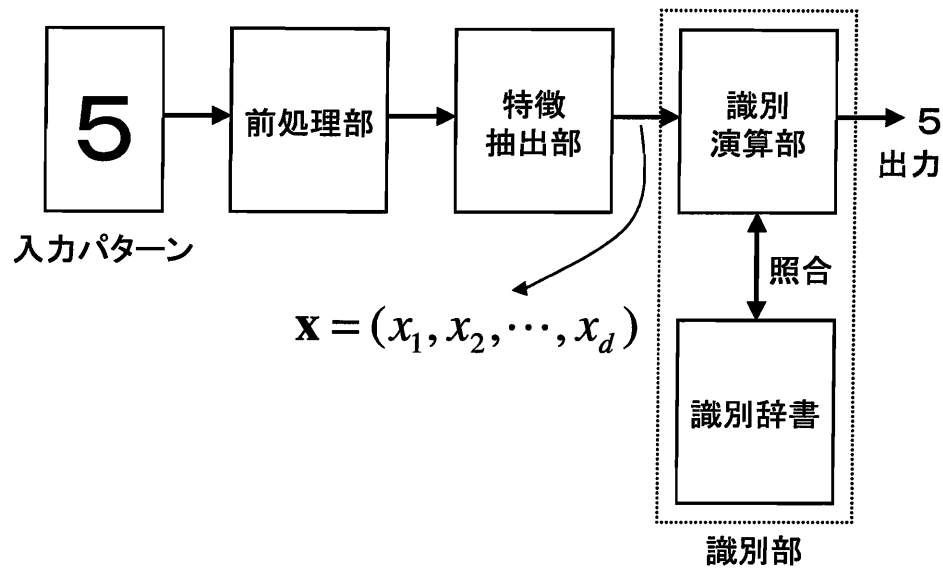 5
入力パターン
前処理部
特徴
抽出部
x = (x₁, x₂, ⋯, x_d)
識別
演算部
5
出力
照合
識別辞書
識別部